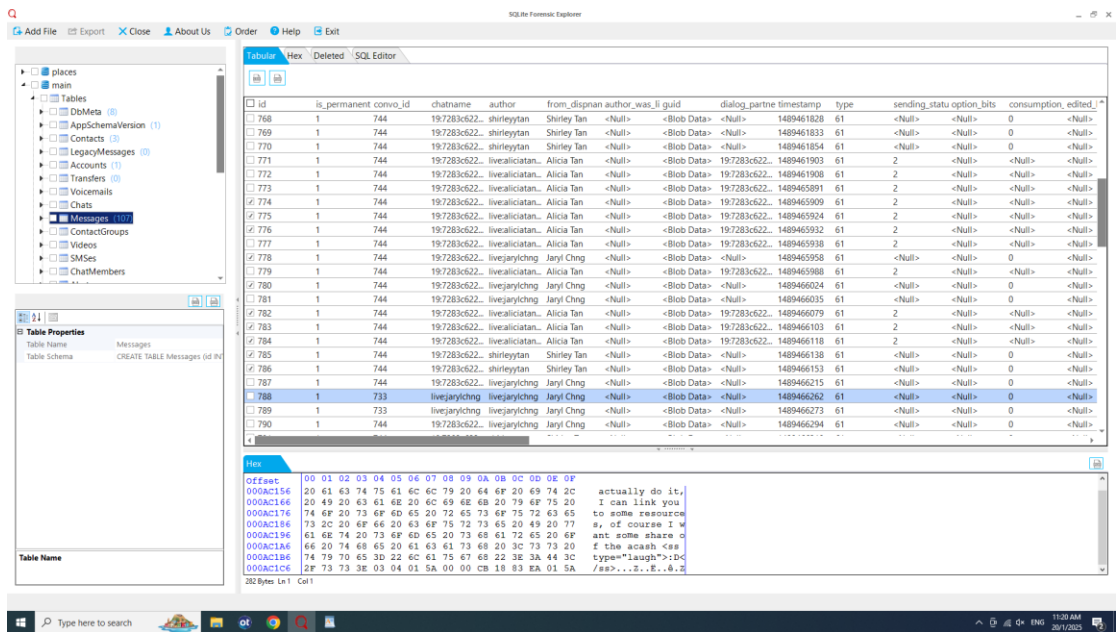 SQLite Forensic Explorer
Add File Export Close About Us Order Help Exit
Tabular Hex Deleted SQL Editor
places
main
Tables
DbMeta (8)
AppSchemaVersion (1)
Contacts (3)
LegacyMessages (0)
Accounts (1)
Transfers (0)
Voicemails
Chats
Messages (107)
ContactGroups
Videos
SMSes
ChatMembers
Table Properties
Table Name Messages
Table Schema CREATE TABLE Messages (id IN
Table Name
id is_permanent convo_id chatname author from_dispnan author_was_li guid dialog_partne timestamp type sending_statu option_bits consumption_ edited_
768 1 744 19:7283c622... shirleyytan Shirley Tan <Null> <Blob Data> <Null> 1489461828 61 <Null> <Null> 0 <Null>
769 1 744 19:7283c622... shirleyytan Shirley Tan <Null> <Blob Data> <Null> 1489461833 61 <Null> <Null> 0 <Null>
770 1 744 19:7283c622... shirleyytan Shirley Tan <Null> <Blob Data> <Null> 1489461854 61 <Null> <Null> 0 <Null>
771 1 744 19:7283c622... live:aliciatan... Alicia Tan <Null> <Blob Data> 19:7283c622... 1489461903 61 2 <Null> <Null> <Null>
772 1 744 19:7283c622... live:aliciatan... Alicia Tan <Null> <Blob Data> 19:7283c622... 1489461908 61 2 <Null> <Null> <Null>
773 1 744 19:7283c622... live:aliciatan... Alicia Tan <Null> <Blob Data> 19:7283c622... 1489465891 61 2 <Null> <Null> <Null>
774 1 744 19:7283c622... live:aliciatan... Alicia Tan <Null> <Blob Data> 19:7283c622... 1489465909 61 2 <Null> <Null> <Null>
775 1 744 19:7283c622... live:aliciatan... Alicia Tan <Null> <Blob Data> 19:7283c622... 1489465924 61 2 <Null> <Null> <Null>
776 1 744 19:7283c622... live:aliciatan... Alicia Tan <Null> <Blob Data> 19:7283c622... 1489465932 61 2 <Null> <Null> <Null>
777 1 744 19:7283c622... live:aliciatan... Alicia Tan <Null> <Blob Data> 19:7283c622... 1489465938 61 2 <Null> <Null> <Null>
778 1 744 19:7283c622... live:jarylchng Jaryl Chng <Null> <Blob Data> <Null> 1489465958 61 <Null> <Null> 0 <Null>
779 1 744 19:7283c622... live:aliciatan... Alicia Tan <Null> <Blob Data> 19:7283c622... 1489465988 61 2 <Null> <Null> <Null>
780 1 744 19:7283c622... live:jarylchng Jaryl Chng <Null> <Blob Data> <Null> 1489466024 61 <Null> <Null> 0 <Null>
781 1 744 19:7283c622... live:jarylchng Jaryl Chng <Null> <Blob Data> <Null> 1489466035 61 <Null> <Null> 0 <Null>
782 1 744 19:7283c622... live:aliciatan... Alicia Tan <Null> <Blob Data> 19:7283c622... 1489466079 61 2 <Null> <Null> <Null>
783 1 744 19:7283c622... live:aliciatan... Alicia Tan <Null> <Blob Data> 19:7283c622... 1489466103 61 2 <Null> <Null> <Null>
784 1 744 19:7283c622... live:aliciatan... Alicia Tan <Null> <Blob Data> 19:7283c622... 1489466118 61 2 <Null> <Null> <Null>
785 1 744 19:7283c622... shirleyytan Shirley Tan <Null> <Blob Data> <Null> 1489466138 61 <Null> <Null> 0 <Null>
786 1 744 19:7283c622... shirleyytan Shirley Tan <Null> <Blob Data> <Null> 1489466153 61 <Null> <Null> 0 <Null>
787 1 744 19:7283c622... live:jarylchng Jaryl Chng <Null> <Blob Data> <Null> 1489466215 61 <Null> <Null> 0 <Null>
788 1 733 live:jarylchng live:jarylchng Jaryl Chng <Null> <Blob Data> <Null> 1489466262 61 <Null> <Null> 0 <Null>
789 1 733 live:jarylchng live:jarylchng Jaryl Chng <Null> <Blob Data> <Null> 1489466273 61 <Null> <Null> 0 <Null>
790 1 733 live:jarylchng live:jarylchng Jaryl Chng <Null> <Blob Data> <Null> 1489466294 61 <Null> <Null> 0 <Null>
Hex
Offset 00 01 02 03 04 05 06 07 08 09 0A 0B 0C 0D 0E 0F
000AC156 20 61 63 74 75 61 6C 6C 79 20 64 6F 20 69 74 2C actually do it,
000AC166 20 49 20 63 61 6E 20 6C 69 6E 6B 20 79 6F 75 20 I can link you
000AC176 74 6F 20 73 6F 6D 65 20 72 65 73 6F 75 72 63 65 to some resource
000AC186 73 2C 20 6F 66 20 63 6F 75 72 73 65 20 49 20 77 s, of course I w
000AC196 61 6E 74 20 73 6F 6D 65 20 73 68 61 72 65 20 6F ant some share o
000AC1A6 66 20 74 68 65 20 61 63 61 73 68 20 3C 73 73 20 f the acash <ss
000AC1B6 74 79 70 65 3D 22 6C 61 75 67 68 22 3E 3A 44 3C type="laugh">:D<
000AC1C6 2F 73 73 3E 03 04 01 5A 00 00 CB 18 83 EA 01 5A /ss>...Z..Ë..ê.Z
282 Bytes Ln 1 Col 1
Type here to search
ENG
11:20 AM
20/1/2025